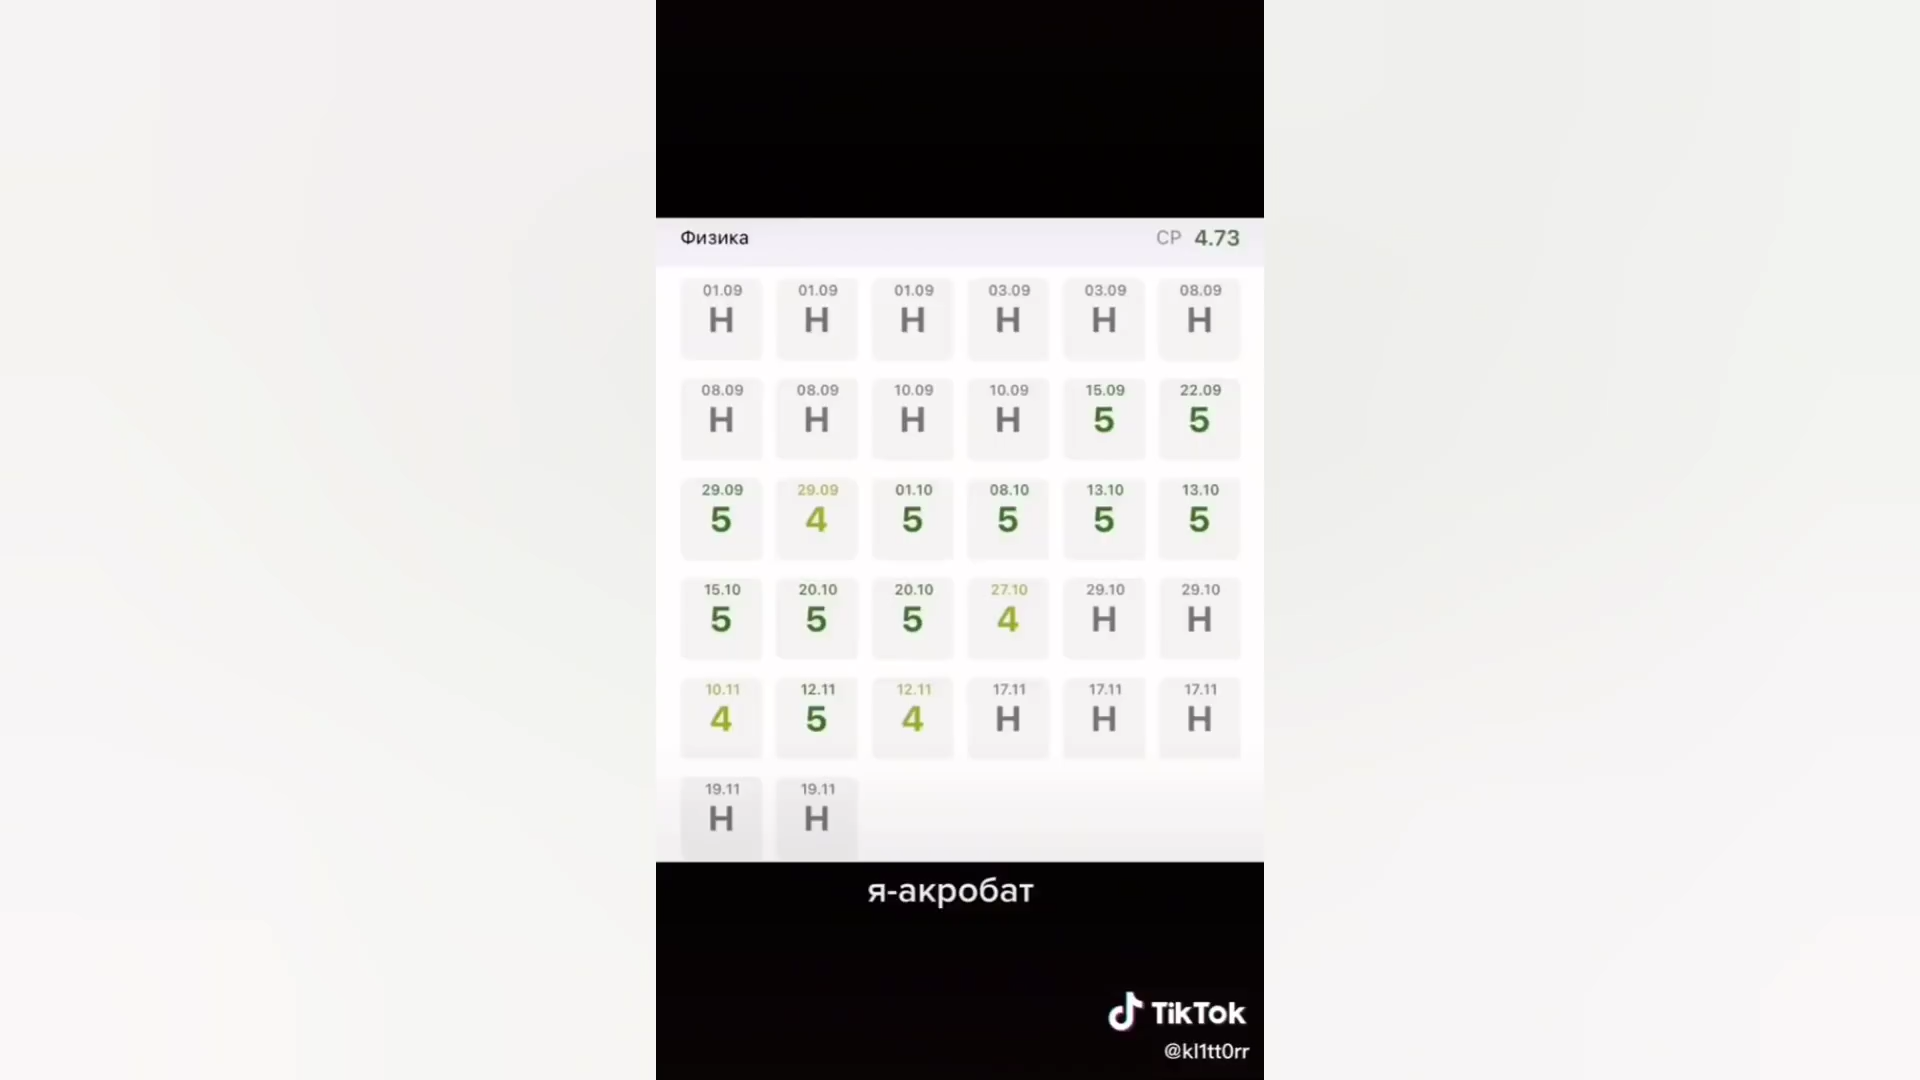 Физика СР 4.73
01.09 01.09 01.09 03.09 03.09 08.09
Н Н Н Н Н Н
08.09 08.09 10.09 10.09 15.09 22.09
Н Н Н Н 5 5
29.09 29.09 01.10 08.10 13.10 13.10
5 4 5 5 5 5
15.10 20.10 20.10 27.10 29.10 29.10
5 5 5 4 Н Н
10.11 12.11 12.11 17.11 17.11 17.11
4 5 4 Н Н Н
19.11 19.11
Н Н
я-акробат
TikTok
@kl1tt0rr